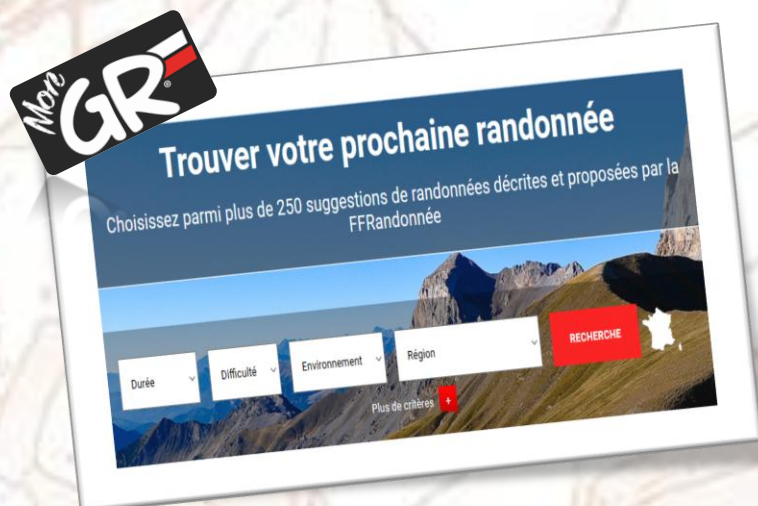 Mon
GR®
Trouver votre prochaine randonnée
Choisissez parmi plus de 250 suggestions de randonnées décrites et proposées par la
FFRandonnée
Durée
Difficulté
Environnement
Région
RECHERCHE
Plus de critères +